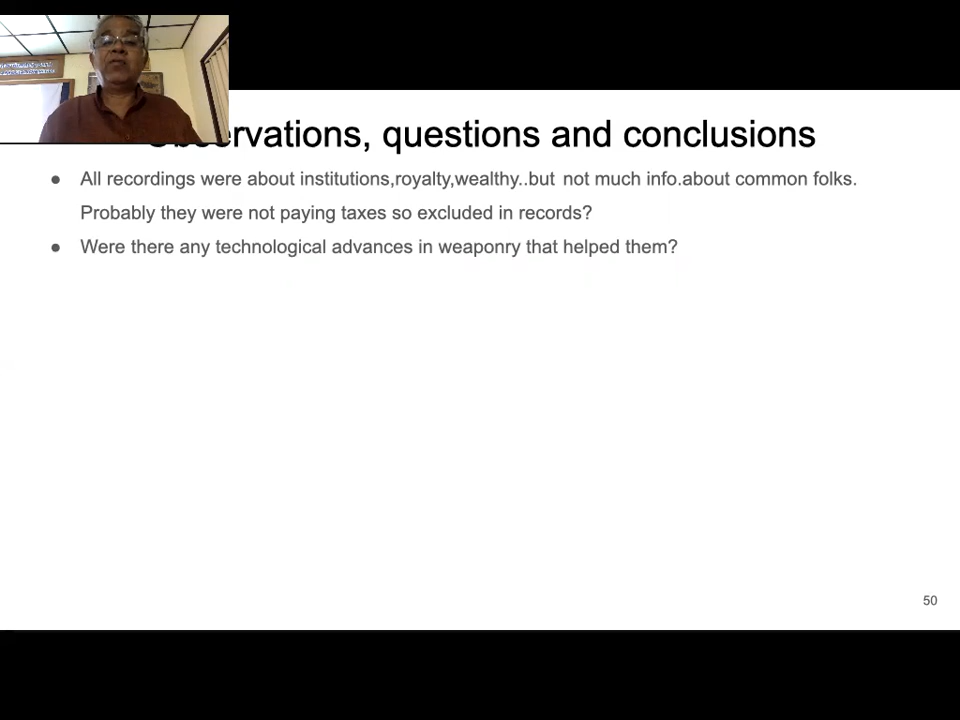 Observations, questions and conclusions
● All recordings were about institutions,royalty,wealthy..but not much info.about common folks.
Probably they were not paying taxes so excluded in records?
● Were there any technological advances in weaponry that helped them?
50